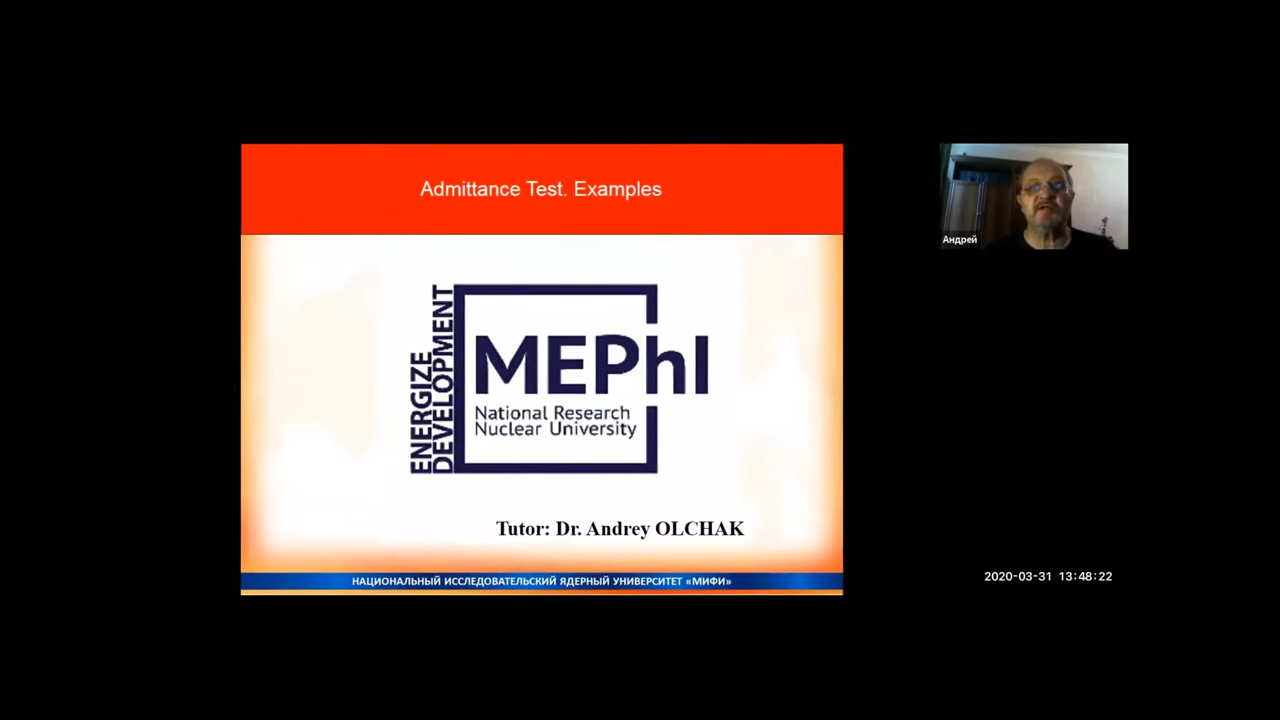 Admittance Test. Examples
ENERGIZE
DEVELOPMENT
MEPhI
National Research
Nuclear University
Tutor: Dr. Andrey OLCHAK
НАЦИОНАЛЬНЫЙ ИССЛЕДОВАТЕЛЬСКИЙ ЯДЕРНЫЙ УНИВЕРСИТЕТ «МИФИ»
Андрей
2020-03-31 13:48:22